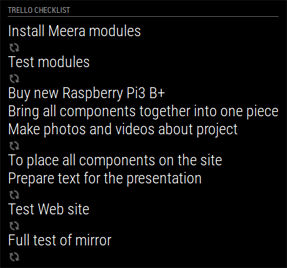 TRELLO CHECKLIST
Install Meera modules
Test modules
Buy new Raspberry Pi3 B+
Bring all components together into one piece
Make photos and videos about project
To place all components on the site
Prepare text for the presentation
Test Web site
Full test of mirror